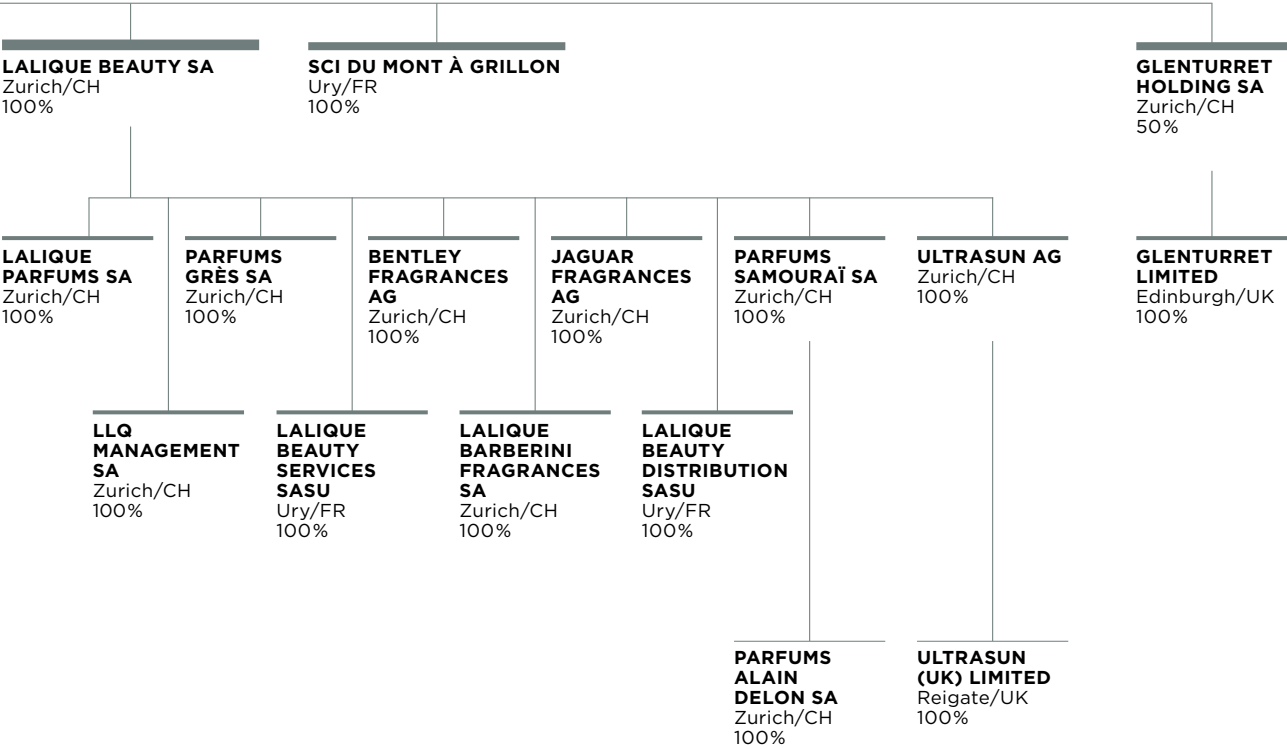 LALIQUE BEAUTY SA
Zurich/CH
100%
SCI DU MONT À GRILLON
Ury/FR
100%
GLENTURRET
HOLDING SA
Zurich/CH
50%
LALIQUE
PARFUMS SA
Zurich/CH
100%
PARFUMS
GRÈS SA
Zurich/CH
100%
BENTLEY
FRAGRANCES
AG
Zurich/CH
100%
JAGUAR
FRAGRANCES
AG
Zurich/CH
100%
PARFUMS
SAMOURAÏ SA
Zurich/CH
100%
ULTRASUN AG
Zurich/CH
100%
GLENTURRET
LIMITED
Edinburgh/UK
100%
LLQ
MANAGEMENT
SA
Zurich/CH
100%
LALIQUE
BEAUTY
SERVICES
SASU
Ury/FR
100%
LALIQUE
BARBERINI
FRAGRANCES
SA
Zurich/CH
100%
LALIQUE
BEAUTY
DISTRIBUTION
SASU
Ury/FR
100%
PARFUMS
ALAIN
DELON SA
Zurich/CH
100%
ULTRASUN
(UK) LIMITED
Reigate/UK
100%